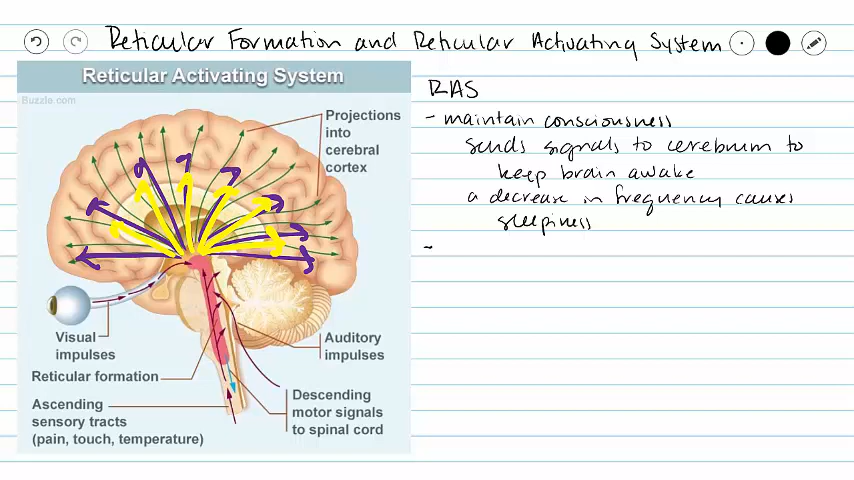 Reticular Formation and Reticular Activating System
Reticular Activating System
Buzzle.com
Projections
into
cerebral
cortex
Visual
impulses
Auditory
impulses
Reticular formation
Ascending
sensory tracts
(pain, touch, temperature)
Descending
motor signals
to spinal cord
RAS
- maintain consciousness
sends signals to cerebrum to
keep brain awake
a decrease in frequency causes
sleepiness
-